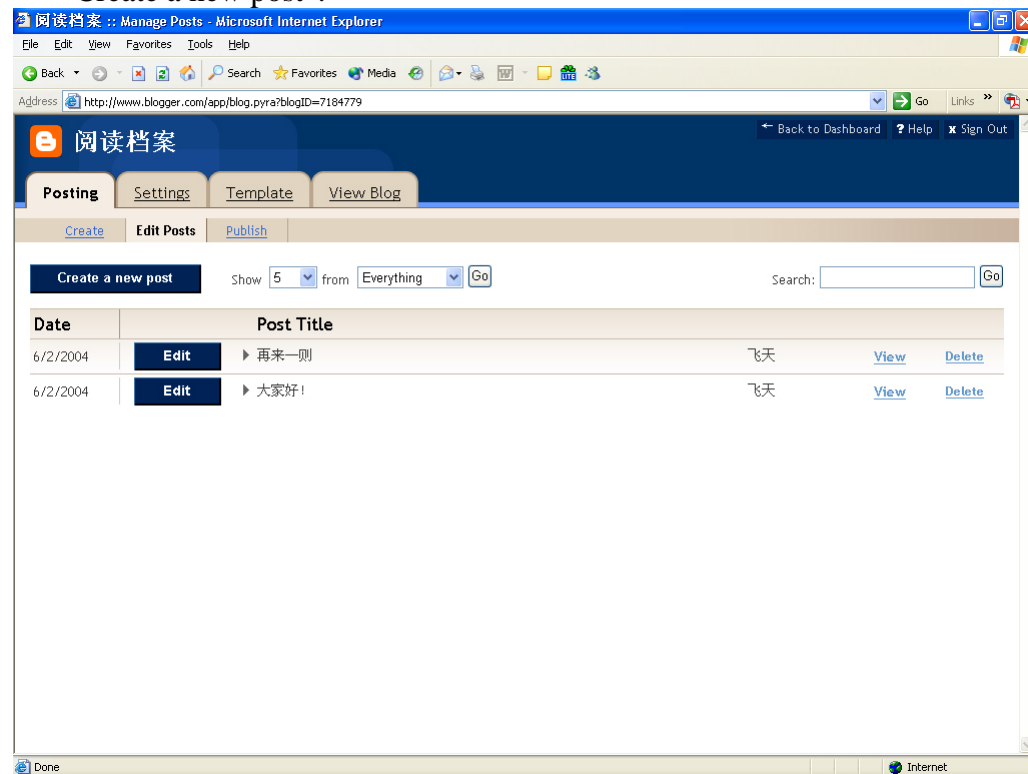 "Create a new post".
阅读档案 :: Manage Posts - Microsoft Internet Explorer
File Edit View Favorites Tools Help
Back Search Favorites Media
Address http://www.blogger.com/app/blog.pyra?blogID=7184779 Go Links »
阅读档案 ← Back to Dashboard ? Help x Sign Out
Posting Settings Template View Blog
Create Edit Posts Publish
Create a new post Show 5 from Everything Go Search: Go
Date Post Title
6/2/2004 Edit 再来一则 飞天 View Delete
6/2/2004 Edit 大家好! 飞天 View Delete
Done Internet